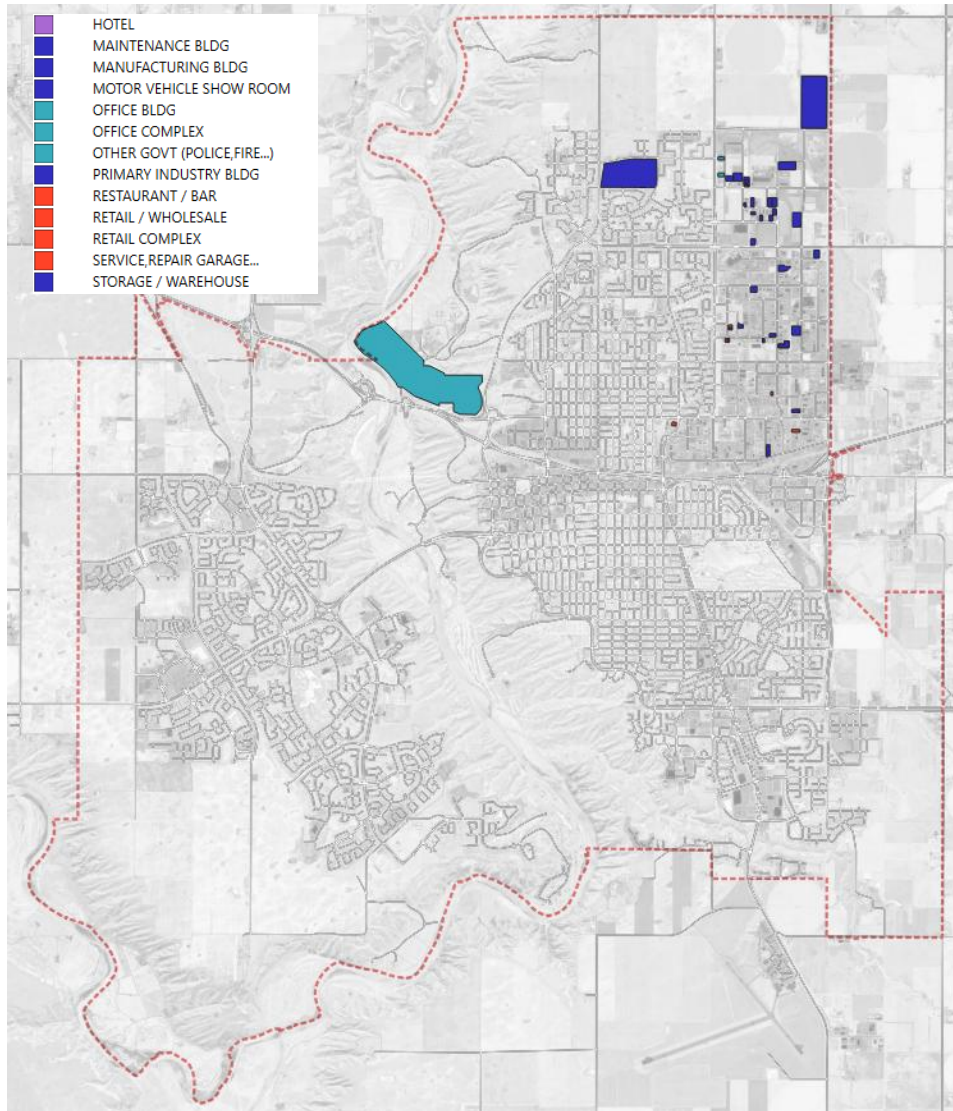 HOTEL
MAINTENANCE BLDG
MANUFACTURING BLDG
MOTOR VEHICLE SHOW ROOM
OFFICE BLDG
OFFICE COMPLEX
OTHER GOVT (POLICE,FIRE...)
PRIMARY INDUSTRY BLDG
RESTAURANT / BAR
RETAIL / WHOLESALE
RETAIL COMPLEX
SERVICE,REPAIR GARAGE...
STORAGE / WAREHOUSE